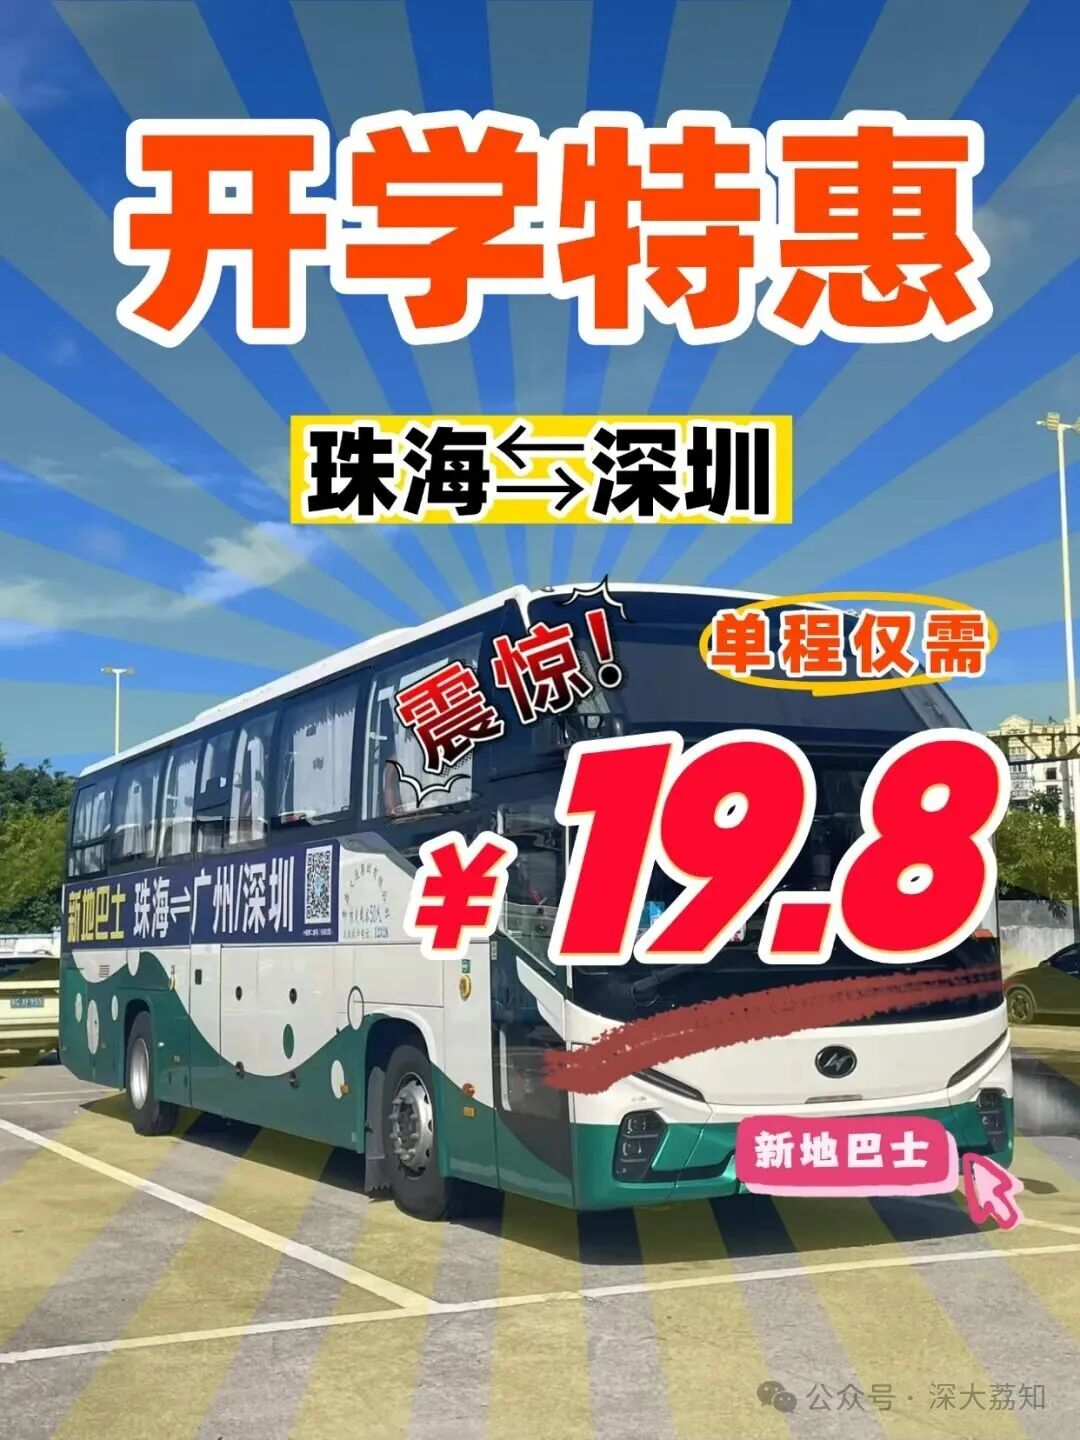 开学特惠
珠海⇆深圳
震惊!
单程仅需
¥19.8
新地巴士 珠海⇌广州/深圳
新地巴士
公众号·深大荔知